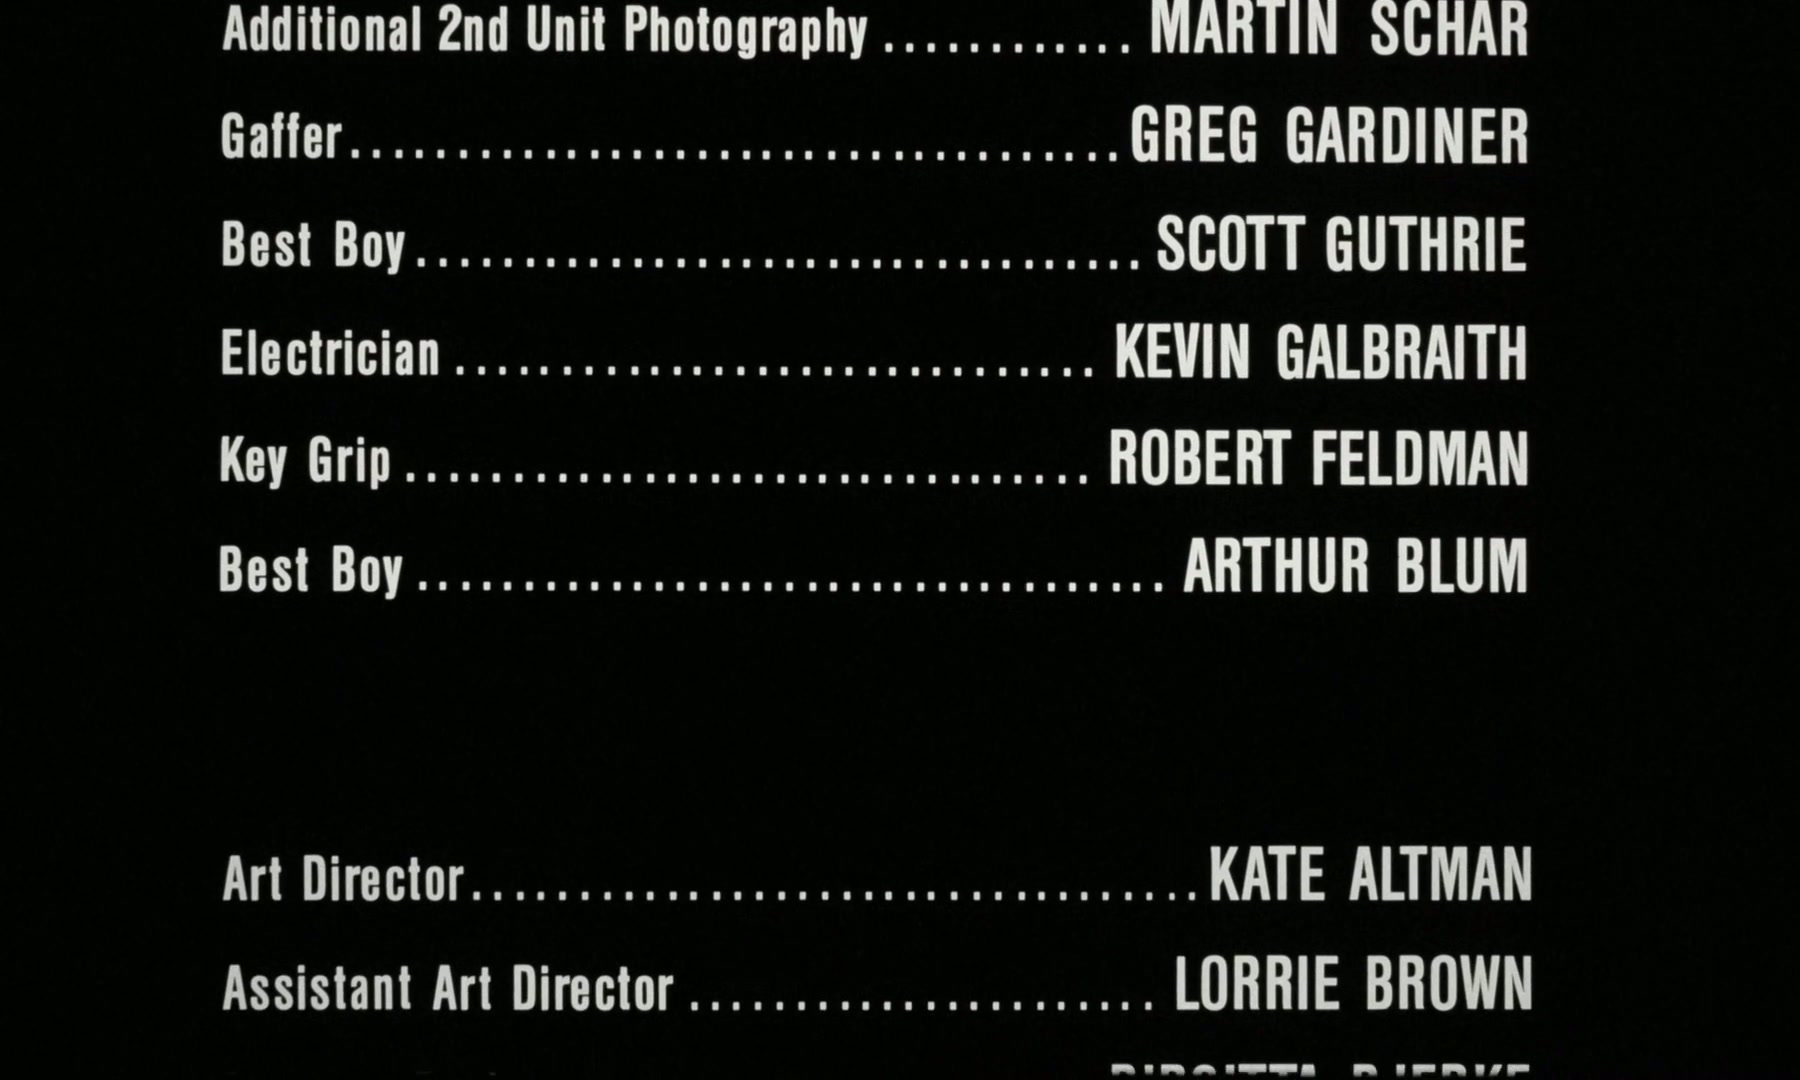 Additional 2nd Unit Photography ............ MARTIN SCHAR
Gaffer.................................... GREG GARDINER
Best Boy.................................. SCOTT GUTHRIE
Electrician .............................. KEVIN GALBRAITH
Key Grip ................................ ROBERT FELDMAN
Best Boy ................................... ARTHUR BLUM
Art Director.................................. KATE ALTMAN
Assistant Art Director ...................... LORRIE BROWN